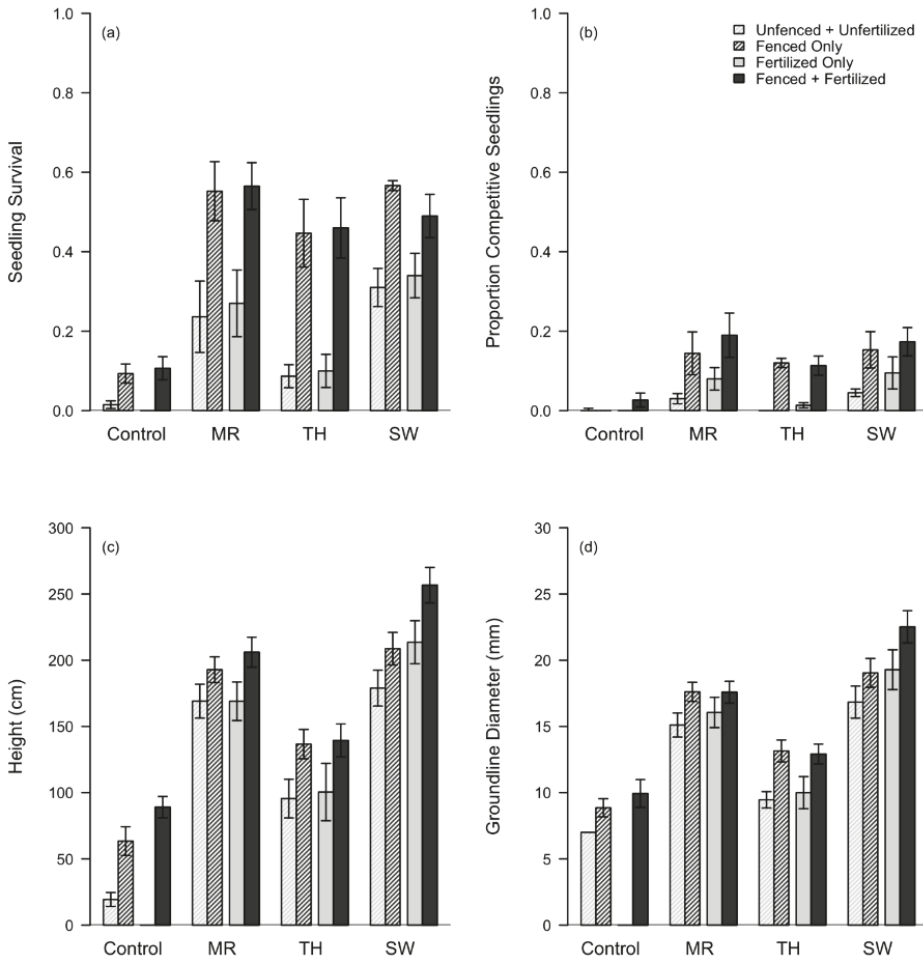 (a)
Seedling Survival
1.0
0.8
0.6
0.4
0.2
0.0
Control MR TH SW
(b)
Unfenced + Unfertilized
Fenced Only
Fertilized Only
Fenced + Fertilized
Proportion Competitive Seedlings
1.0
0.8
0.6
0.4
0.2
0.0
Control MR TH SW
(c)
Height (cm)
300
250
200
150
100
50
0
Control MR TH SW
(d)
Groundline Diameter (mm)
30
25
20
15
10
5
0
Control MR TH SW